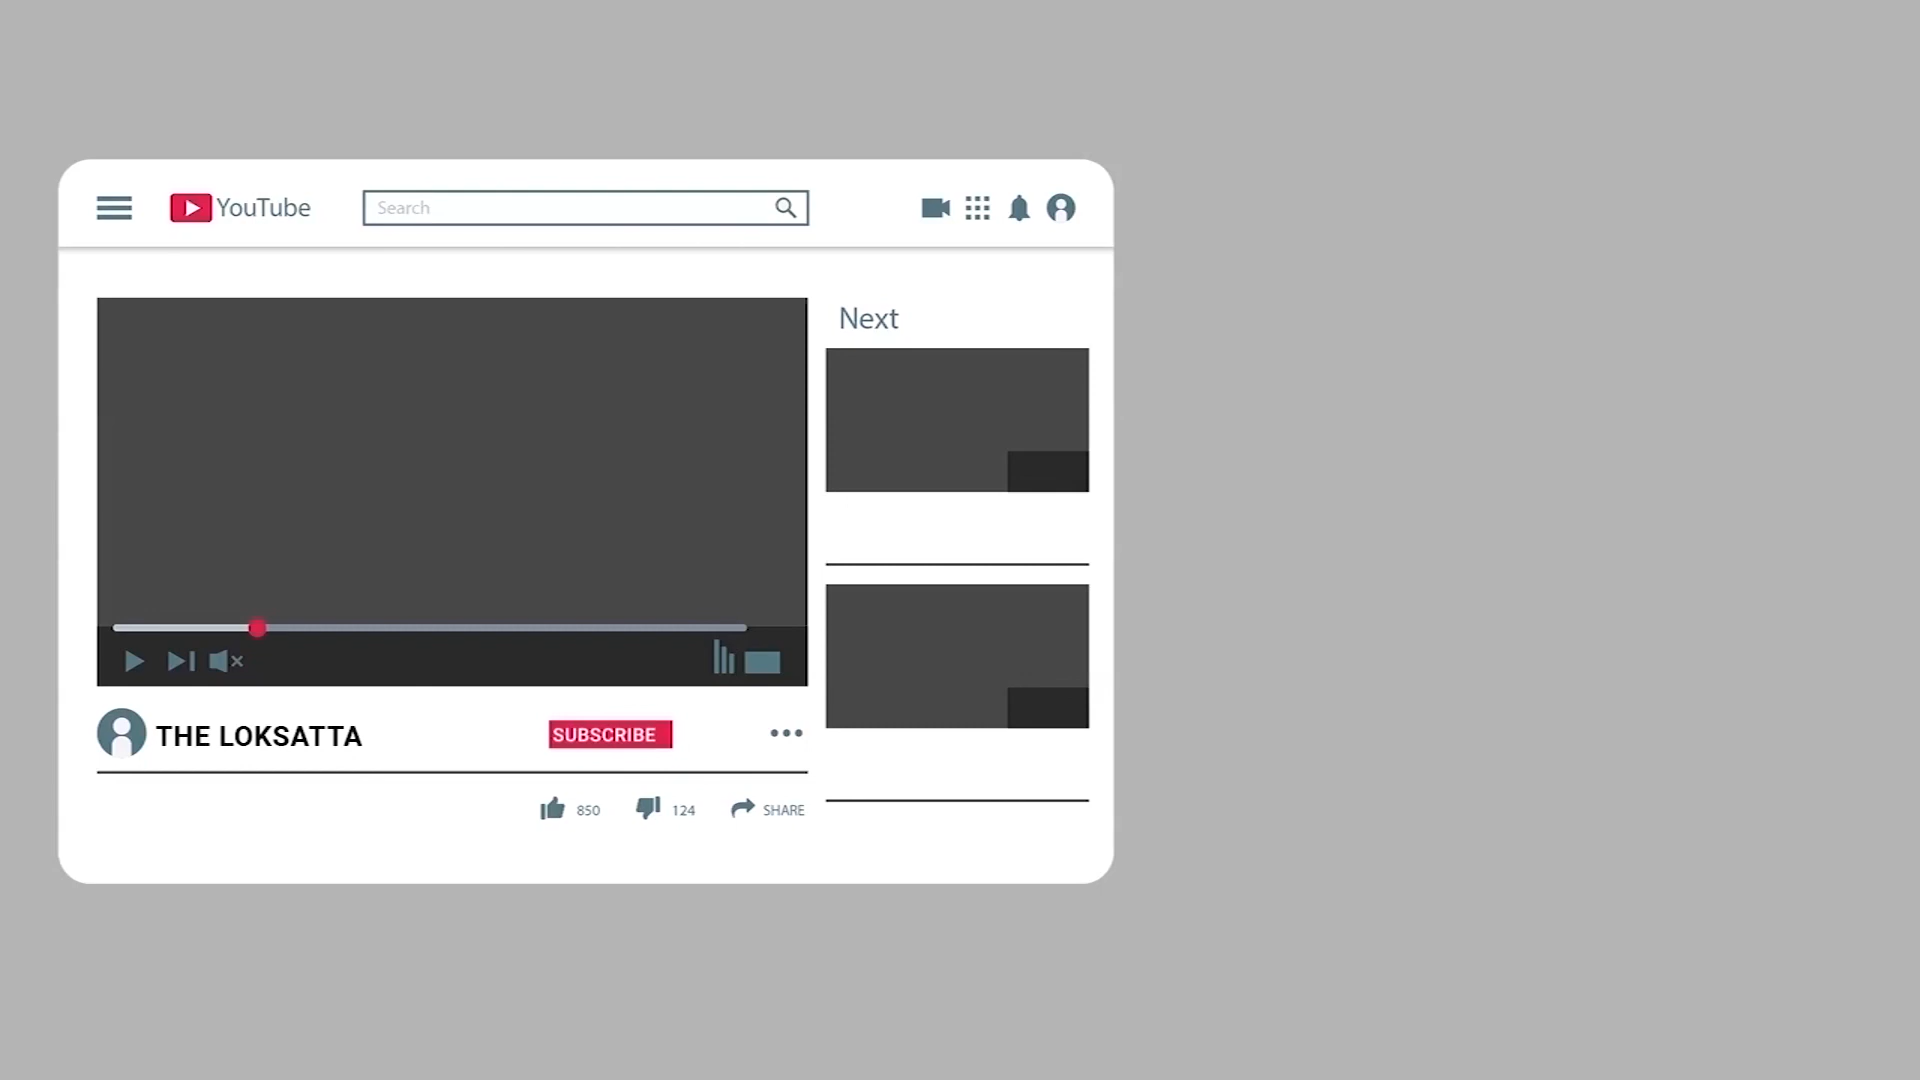 YouTube
Search
Next
THE LOKSATTA
SUBSCRIBE
850
124
SHARE